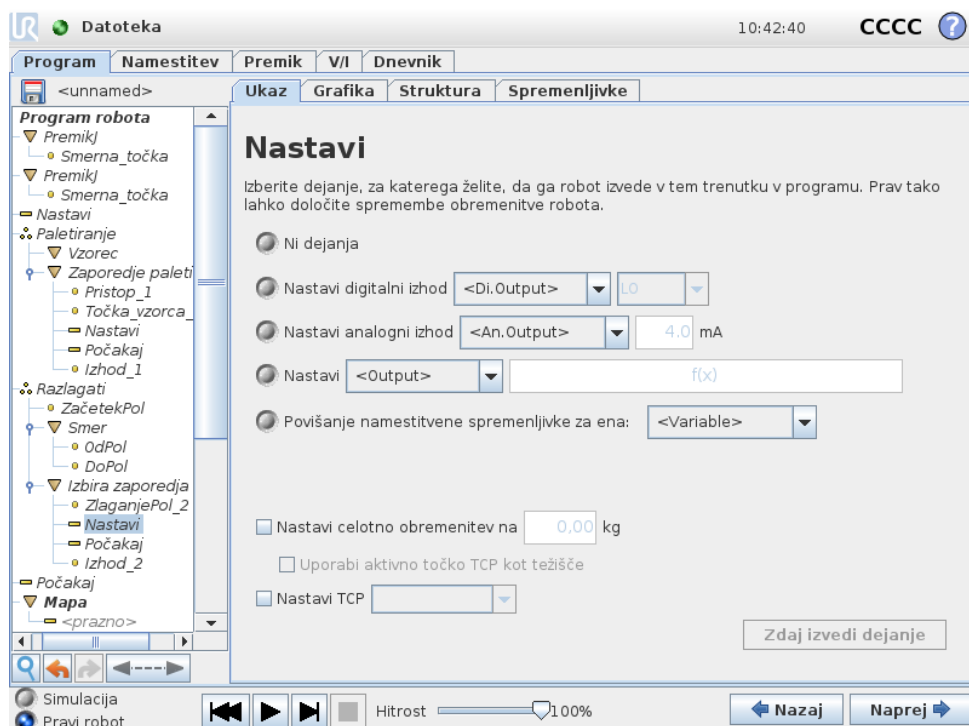 UR Datoteka 10:42:40 CCCC ?
Program Namestitev Premik V/I Dnevnik
<unnamed>
Ukaz Grafika Struktura Spremenljivke
Program robota
PremikJ
Smerna_točka
PremikJ
Smerna_točka
Nastavi
Paletiranje
Vzorec
Zaporedje paleti
Pristop_1
Točka_vzorca_
Nastavi
Počakaj
Izhod_1
Razlagati
ZačetekPol
Smer
OdPol
DoPol
Izbira zaporedja
ZlaganjePol_2
Nastavi
Počakaj
Izhod_2
Počakaj
Mapa
<prazno>
Nastavi
Izberite dejanje, za katerega želite, da ga robot izvede v tem trenutku v programu. Prav tako
lahko določite spremembe obremenitve robota.
Ni dejanja
Nastavi digitalni izhod <Di.Output> LO
Nastavi analogni izhod <An.Output> 4.0 mA
Nastavi <Output> f(x)
Povišanje namestitvene spremenljivke za ena: <Variable>
Nastavi celotno obremenitev na 0,00 kg
Uporabi aktivno točko TCP kot težišče
Nastavi TCP
Zdaj izvedi dejanje
Simulacija
Pravi robot
Hitrost 100%
Nazaj
Naprej